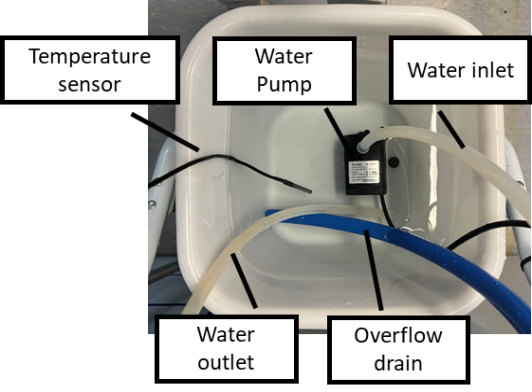 Temperature
sensor
Water
Pump
Water inlet
Water
outlet
Overflow
drain